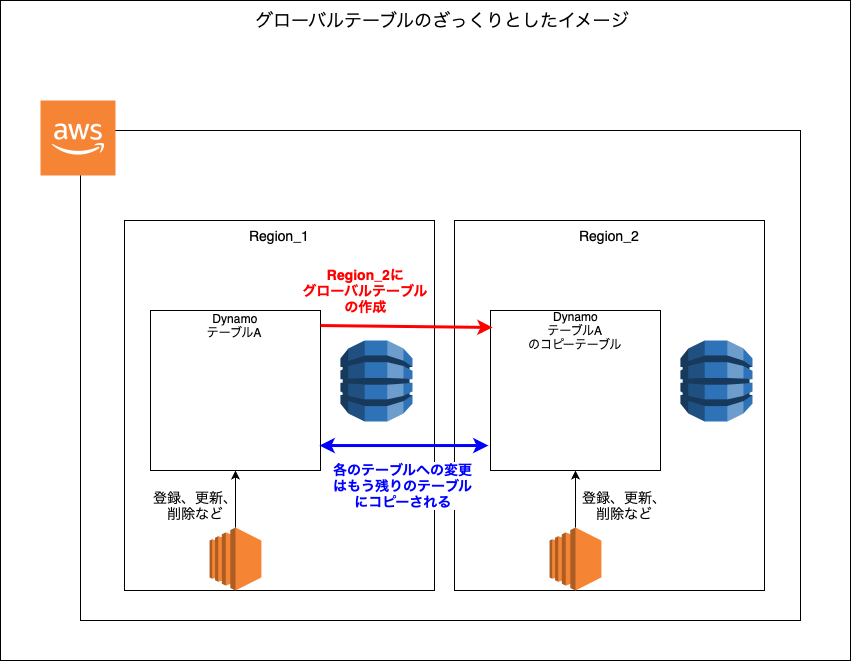 グローバルテーブルのざっくりとしたイメージ
aws
Region_1
Region_2
Region_2に
グローバルテーブル
の作成
Dynamo
テーブルA
Dynamo
テーブルA
のコピーテーブル
各のテーブルへの変更
はもう残りのテーブル
にコピーされる
登録、更新、
削除など
登録、更新、
削除など